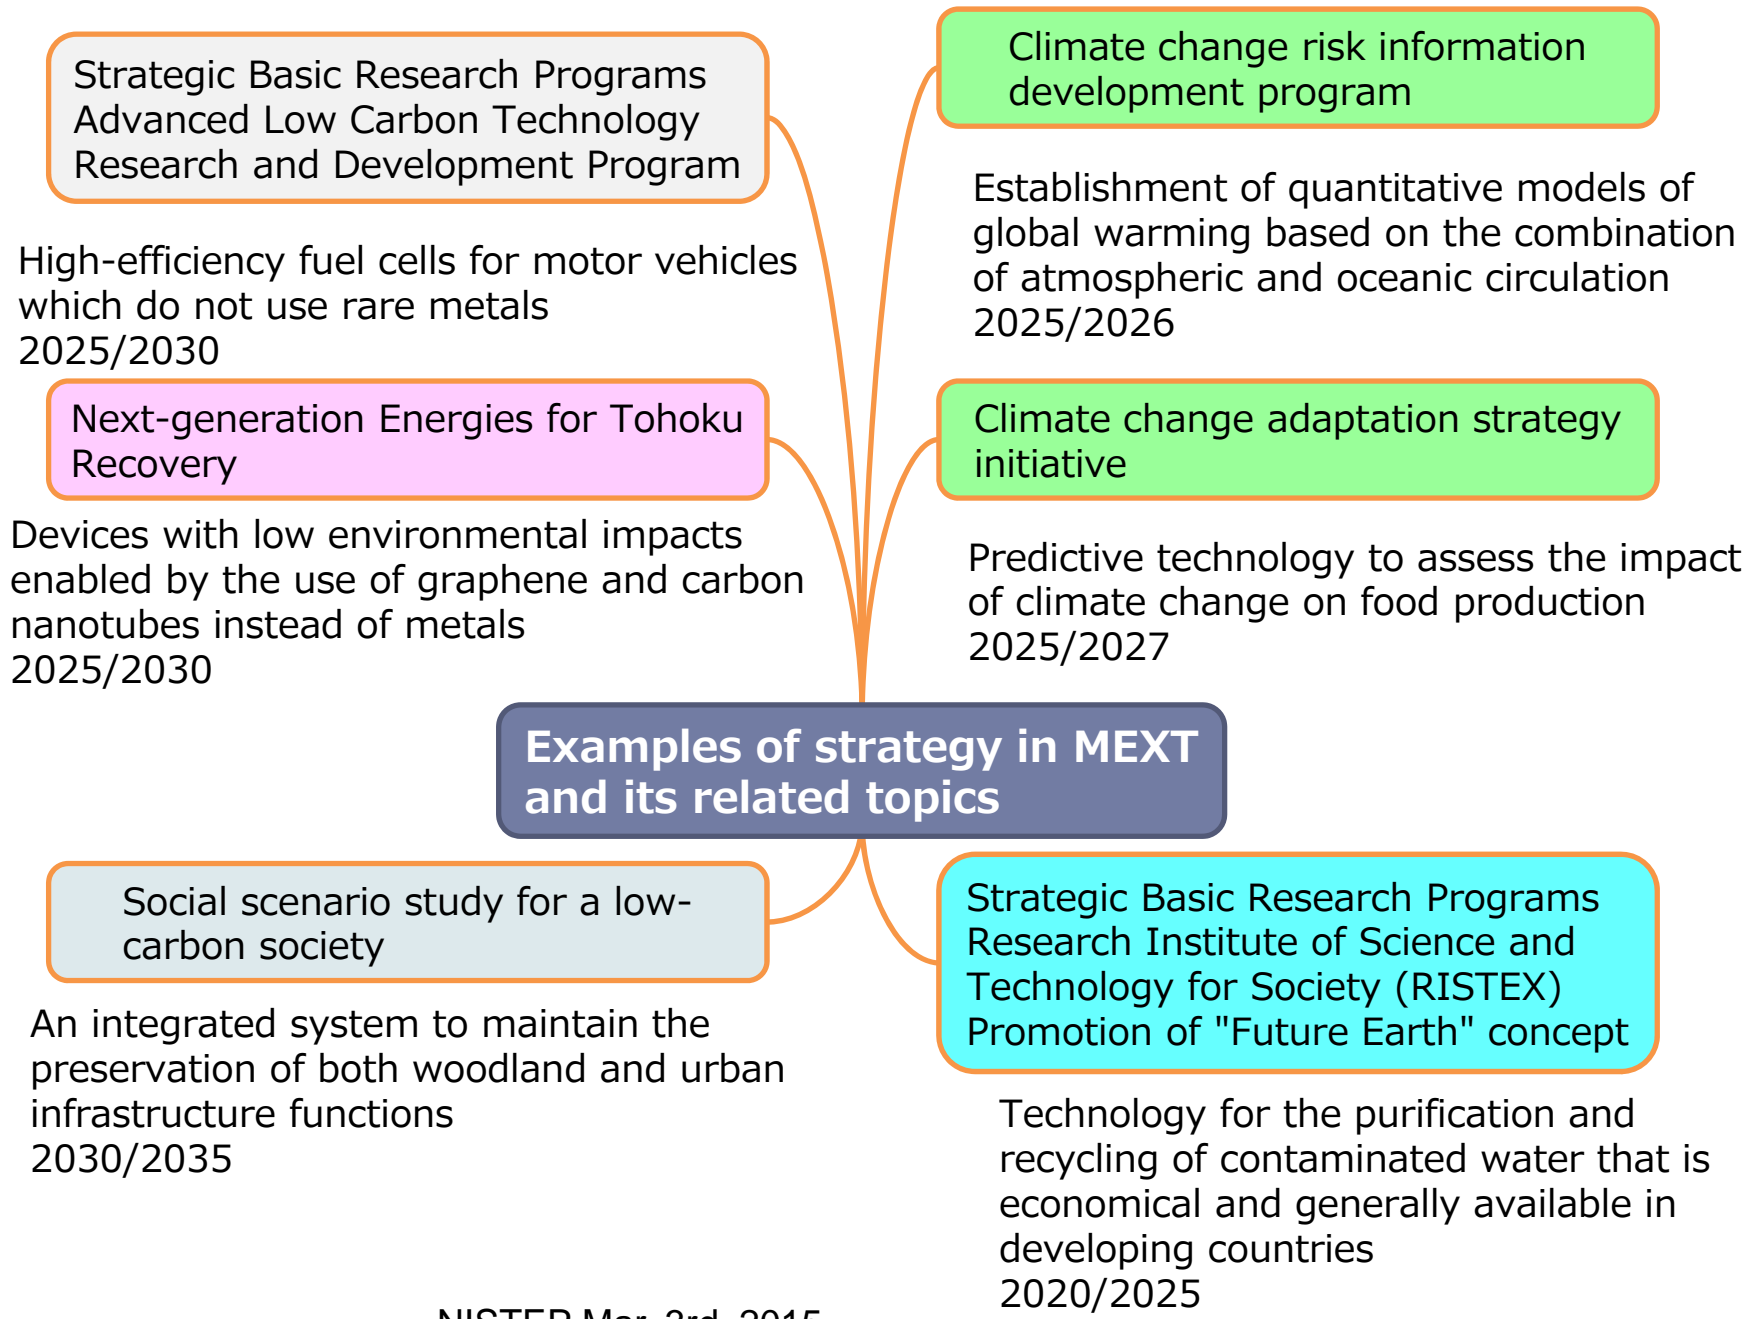 Strategic Basic Research Programs
Advanced Low Carbon Technology
Research and Development Program
High-efficiency fuel cells for motor vehicles
which do not use rare metals
2025/2030
Next-generation Energies for Tohoku
Recovery
Devices with low environmental impacts
enabled by the use of graphene and carbon
nanotubes instead of metals
2025/2030
Climate change risk information
development program
Establishment of quantitative models of
global warming based on the combination
of atmospheric and oceanic circulation
2025/2026
Climate change adaptation strategy
initiative
Predictive technology to assess the impact
of climate change on food production
2025/2027
Examples of strategy in MEXT
and its related topics
Social scenario study for a low-
carbon society
An integrated system to maintain the
preservation of both woodland and urban
infrastructure functions
2030/2035
Strategic Basic Research Programs
Research Institute of Science and
Technology for Society (RISTEX)
Promotion of "Future Earth" concept
Technology for the purification and
recycling of contaminated water that is
economical and generally available in
developing countries
2020/2025
NISTEP Mar. 3rd, 2015